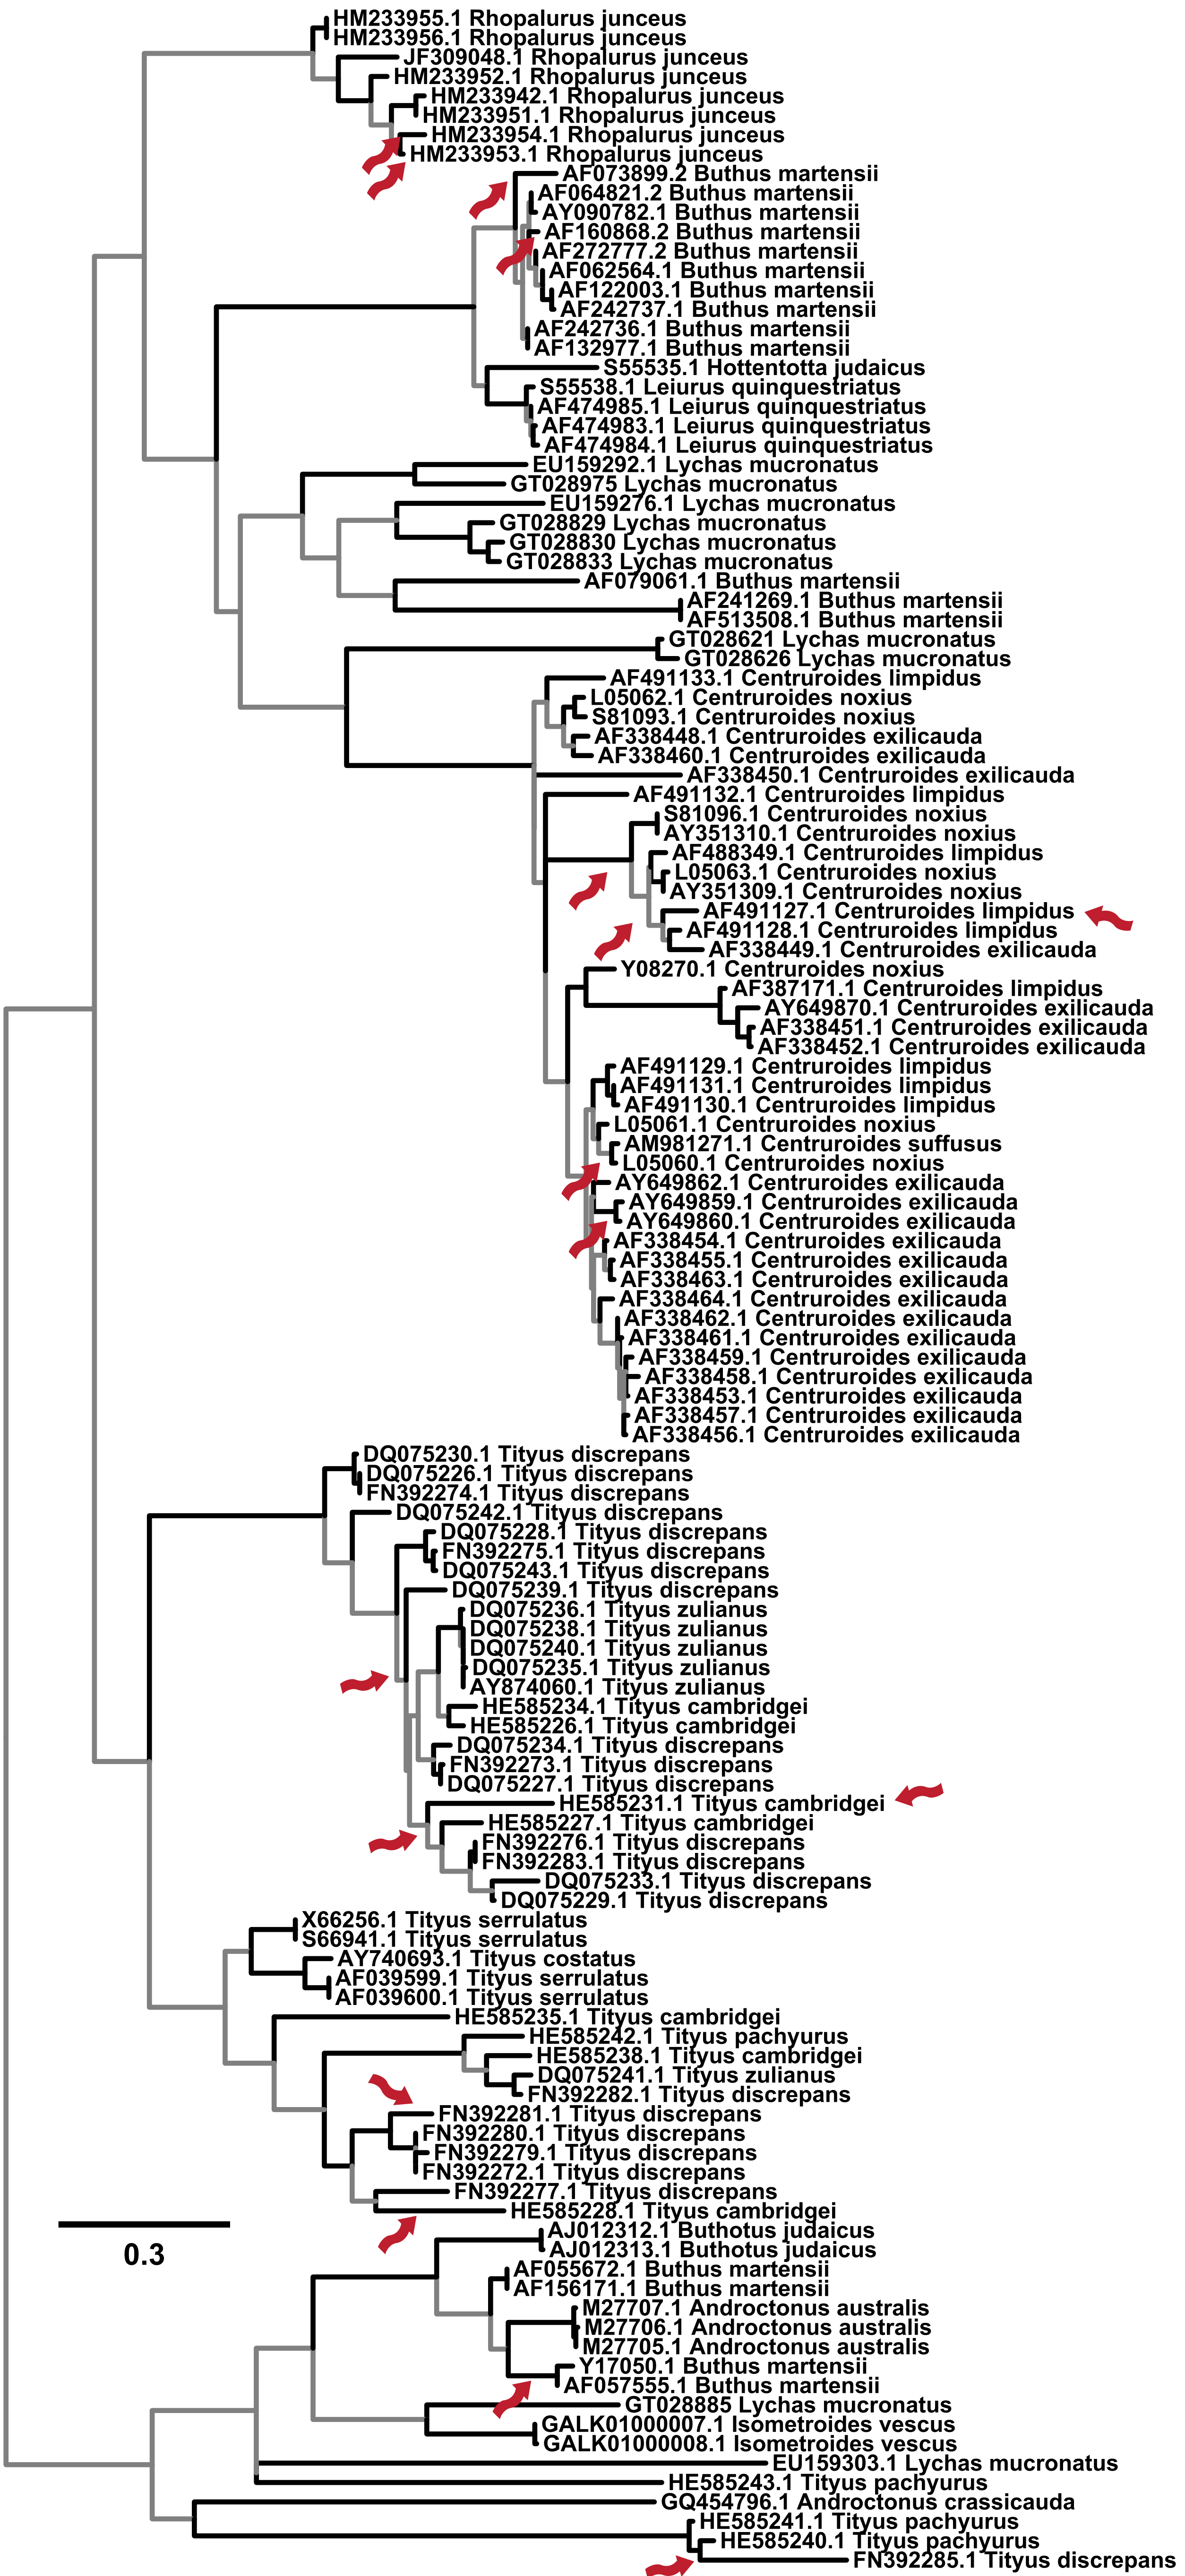 HM233955.1 Rhopalurus junceus
HM233956.1 Rhopalurus junceus
JF309048.1 Rhopalurus junceus
HM233952.1 Rhopalurus junceus
HM233942.1 Rhopalurus junceus
HM233951.1 Rhopalurus junceus
HM233954.1 Rhopalurus junceus
HM233953.1 Rhopalurus junceus
AF073899.2 Buthus martensii
AF064821.2 Buthus martensii
AY090782.1 Buthus martensii
AF160868.2 Buthus martensii
AF272777.2 Buthus martensii
AF062564.1 Buthus martensii
AF122003.1 Buthus martensii
AF242737.1 Buthus martensii
AF242736.1 Buthus martensii
AF132977.1 Buthus martensii
S55535.1 Hottentotta judaicus
S55538.1 Leiurus quinquestriatus
AF474985.1 Leiurus quinquestriatus
AF474983.1 Leiurus quinquestriatus
AF474984.1 Leiurus quinquestriatus
EU159292.1 Lychas mucronatus
GT028975 Lychas mucronatus
EU159276.1 Lychas mucronatus
GT028829 Lychas mucronatus
GT028830 Lychas mucronatus
GT028833 Lychas mucronatus
AF079061.1 Buthus martensii
AF241269.1 Buthus martensii
AF513508.1 Buthus martensii
GT028621 Lychas mucronatus
GT028626 Lychas mucronatus
AF491133.1 Centruroides limpidus
L05062.1 Centruroides noxius
S81093.1 Centruroides noxius
AF338448.1 Centruroides exilicauda
AF338460.1 Centruroides exilicauda
AF338450.1 Centruroides exilicauda
AF491132.1 Centruroides limpidus
S81096.1 Centruroides noxius
AY351310.1 Centruroides noxius
AF488349.1 Centruroides limpidus
L05063.1 Centruroides noxius
AY351309.1 Centruroides noxius
AF491127.1 Centruroides limpidus
AF491128.1 Centruroides limpidus
AF338449.1 Centruroides exilicauda
Y08270.1 Centruroides noxius
AF387171.1 Centruroides limpidus
AY649870.1 Centruroides exilicauda
AF338451.1 Centruroides exilicauda
AF338452.1 Centruroides exilicauda
AF491129.1 Centruroides limpidus
AF491131.1 Centruroides limpidus
AF491130.1 Centruroides limpidus
L05061.1 Centruroides noxius
AM981271.1 Centruroides suffusus
L05060.1 Centruroides noxius
AY649862.1 Centruroides exilicauda
AY649859.1 Centruroides exilicauda
AY649860.1 Centruroides exilicauda
AF338454.1 Centruroides exilicauda
AF338455.1 Centruroides exilicauda
AF338463.1 Centruroides exilicauda
AF338464.1 Centruroides exilicauda
AF338462.1 Centruroides exilicauda
AF338461.1 Centruroides exilicauda
AF338459.1 Centruroides exilicauda
AF338458.1 Centruroides exilicauda
AF338453.1 Centruroides exilicauda
AF338457.1 Centruroides exilicauda
AF338456.1 Centruroides exilicauda
DQ075230.1 Tityus discrepans
DQ075226.1 Tityus discrepans
FN392274.1 Tityus discrepans
DQ075242.1 Tityus discrepans
DQ075228.1 Tityus discrepans
FN392275.1 Tityus discrepans
DQ075243.1 Tityus discrepans
DQ075239.1 Tityus discrepans
DQ075236.1 Tityus zulianus
DQ075238.1 Tityus zulianus
DQ075240.1 Tityus zulianus
DQ075235.1 Tityus zulianus
AY874060.1 Tityus zulianus
HE585234.1 Tityus cambridgei
HE585226.1 Tityus cambridgei
DQ075234.1 Tityus discrepans
FN392273.1 Tityus discrepans
DQ075227.1 Tityus discrepans
HE585231.1 Tityus cambridgei
HE585227.1 Tityus cambridgei
FN392276.1 Tityus discrepans
FN392283.1 Tityus discrepans
DQ075233.1 Tityus discrepans
DQ075229.1 Tityus discrepans
X66256.1 Tityus serrulatus
S66941.1 Tityus serrulatus
AY740693.1 Tityus costatus
AF039599.1 Tityus serrulatus
AF039600.1 Tityus serrulatus
HE585235.1 Tityus cambridgei
HE585242.1 Tityus pachyurus
HE585238.1 Tityus cambridgei
DQ075241.1 Tityus zulianus
FN392282.1 Tityus discrepans
FN392281.1 Tityus discrepans
FN392280.1 Tityus discrepans
FN392279.1 Tityus discrepans
FN392272.1 Tityus discrepans
FN392277.1 Tityus discrepans
HE585228.1 Tityus cambridgei
0.3
AJ012312.1 Buthotus judaicus
AJ012313.1 Buthotus judaicus
AF055672.1 Buthus martensii
AF156171.1 Buthus martensii
M27707.1 Androctonus australis
M27706.1 Androctonus australis
M27705.1 Androctonus australis
Y17050.1 Buthus martensii
AF057555.1 Buthus martensii
GT028885 Lychas mucronatus
GALK01000007.1 Isometroides vescus
GALK01000008.1 Isometroides vescus
EU159303.1 Lychas mucronatus
HE585243.1 Tityus pachyurus
GQ454796.1 Androctonus crassicauda
HE585241.1 Tityus pachyurus
HE585240.1 Tityus pachyurus
FN392285.1 Tityus discrepans